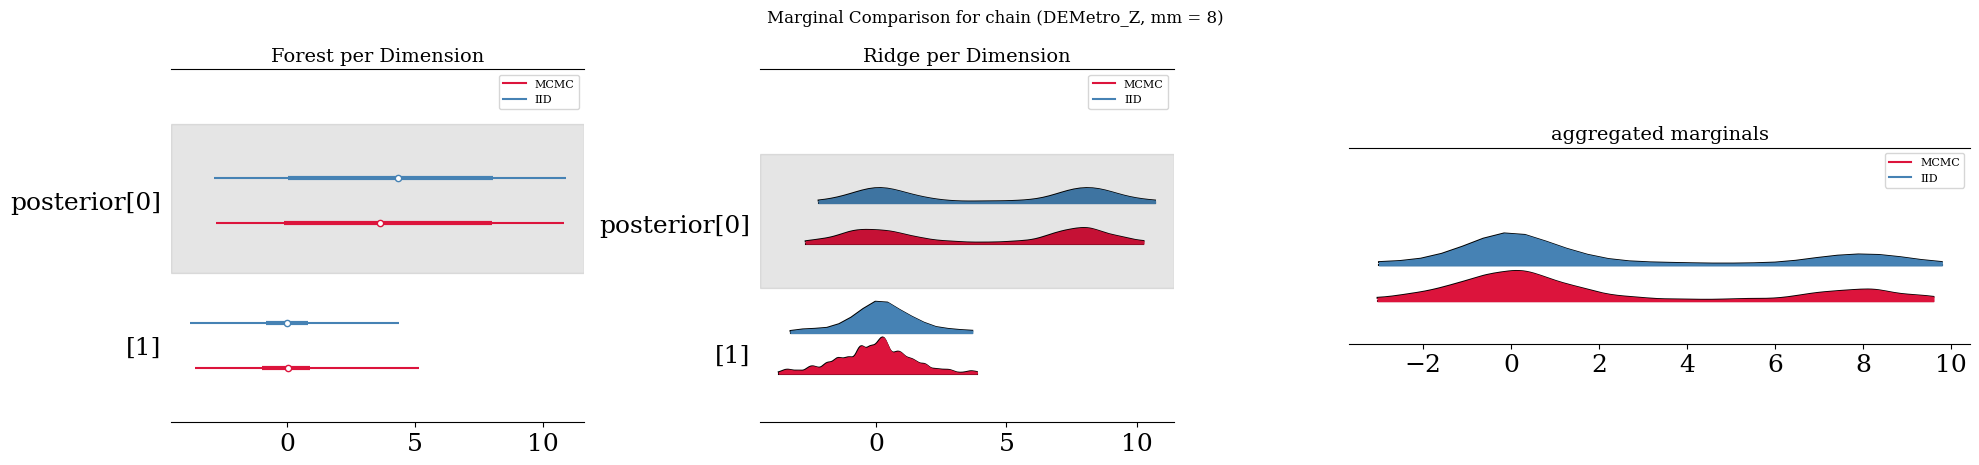 Marginal Comparison for chain (DEMetro_Z, mm = 8)
Forest per Dimension
MCMC
IID
posterior[0]
[1]
0 5 10
Ridge per Dimension
MCMC
IID
posterior[0]
[1]
0 5 10
aggregated marginals
MCMC
IID
−2 0 2 4 6 8 10